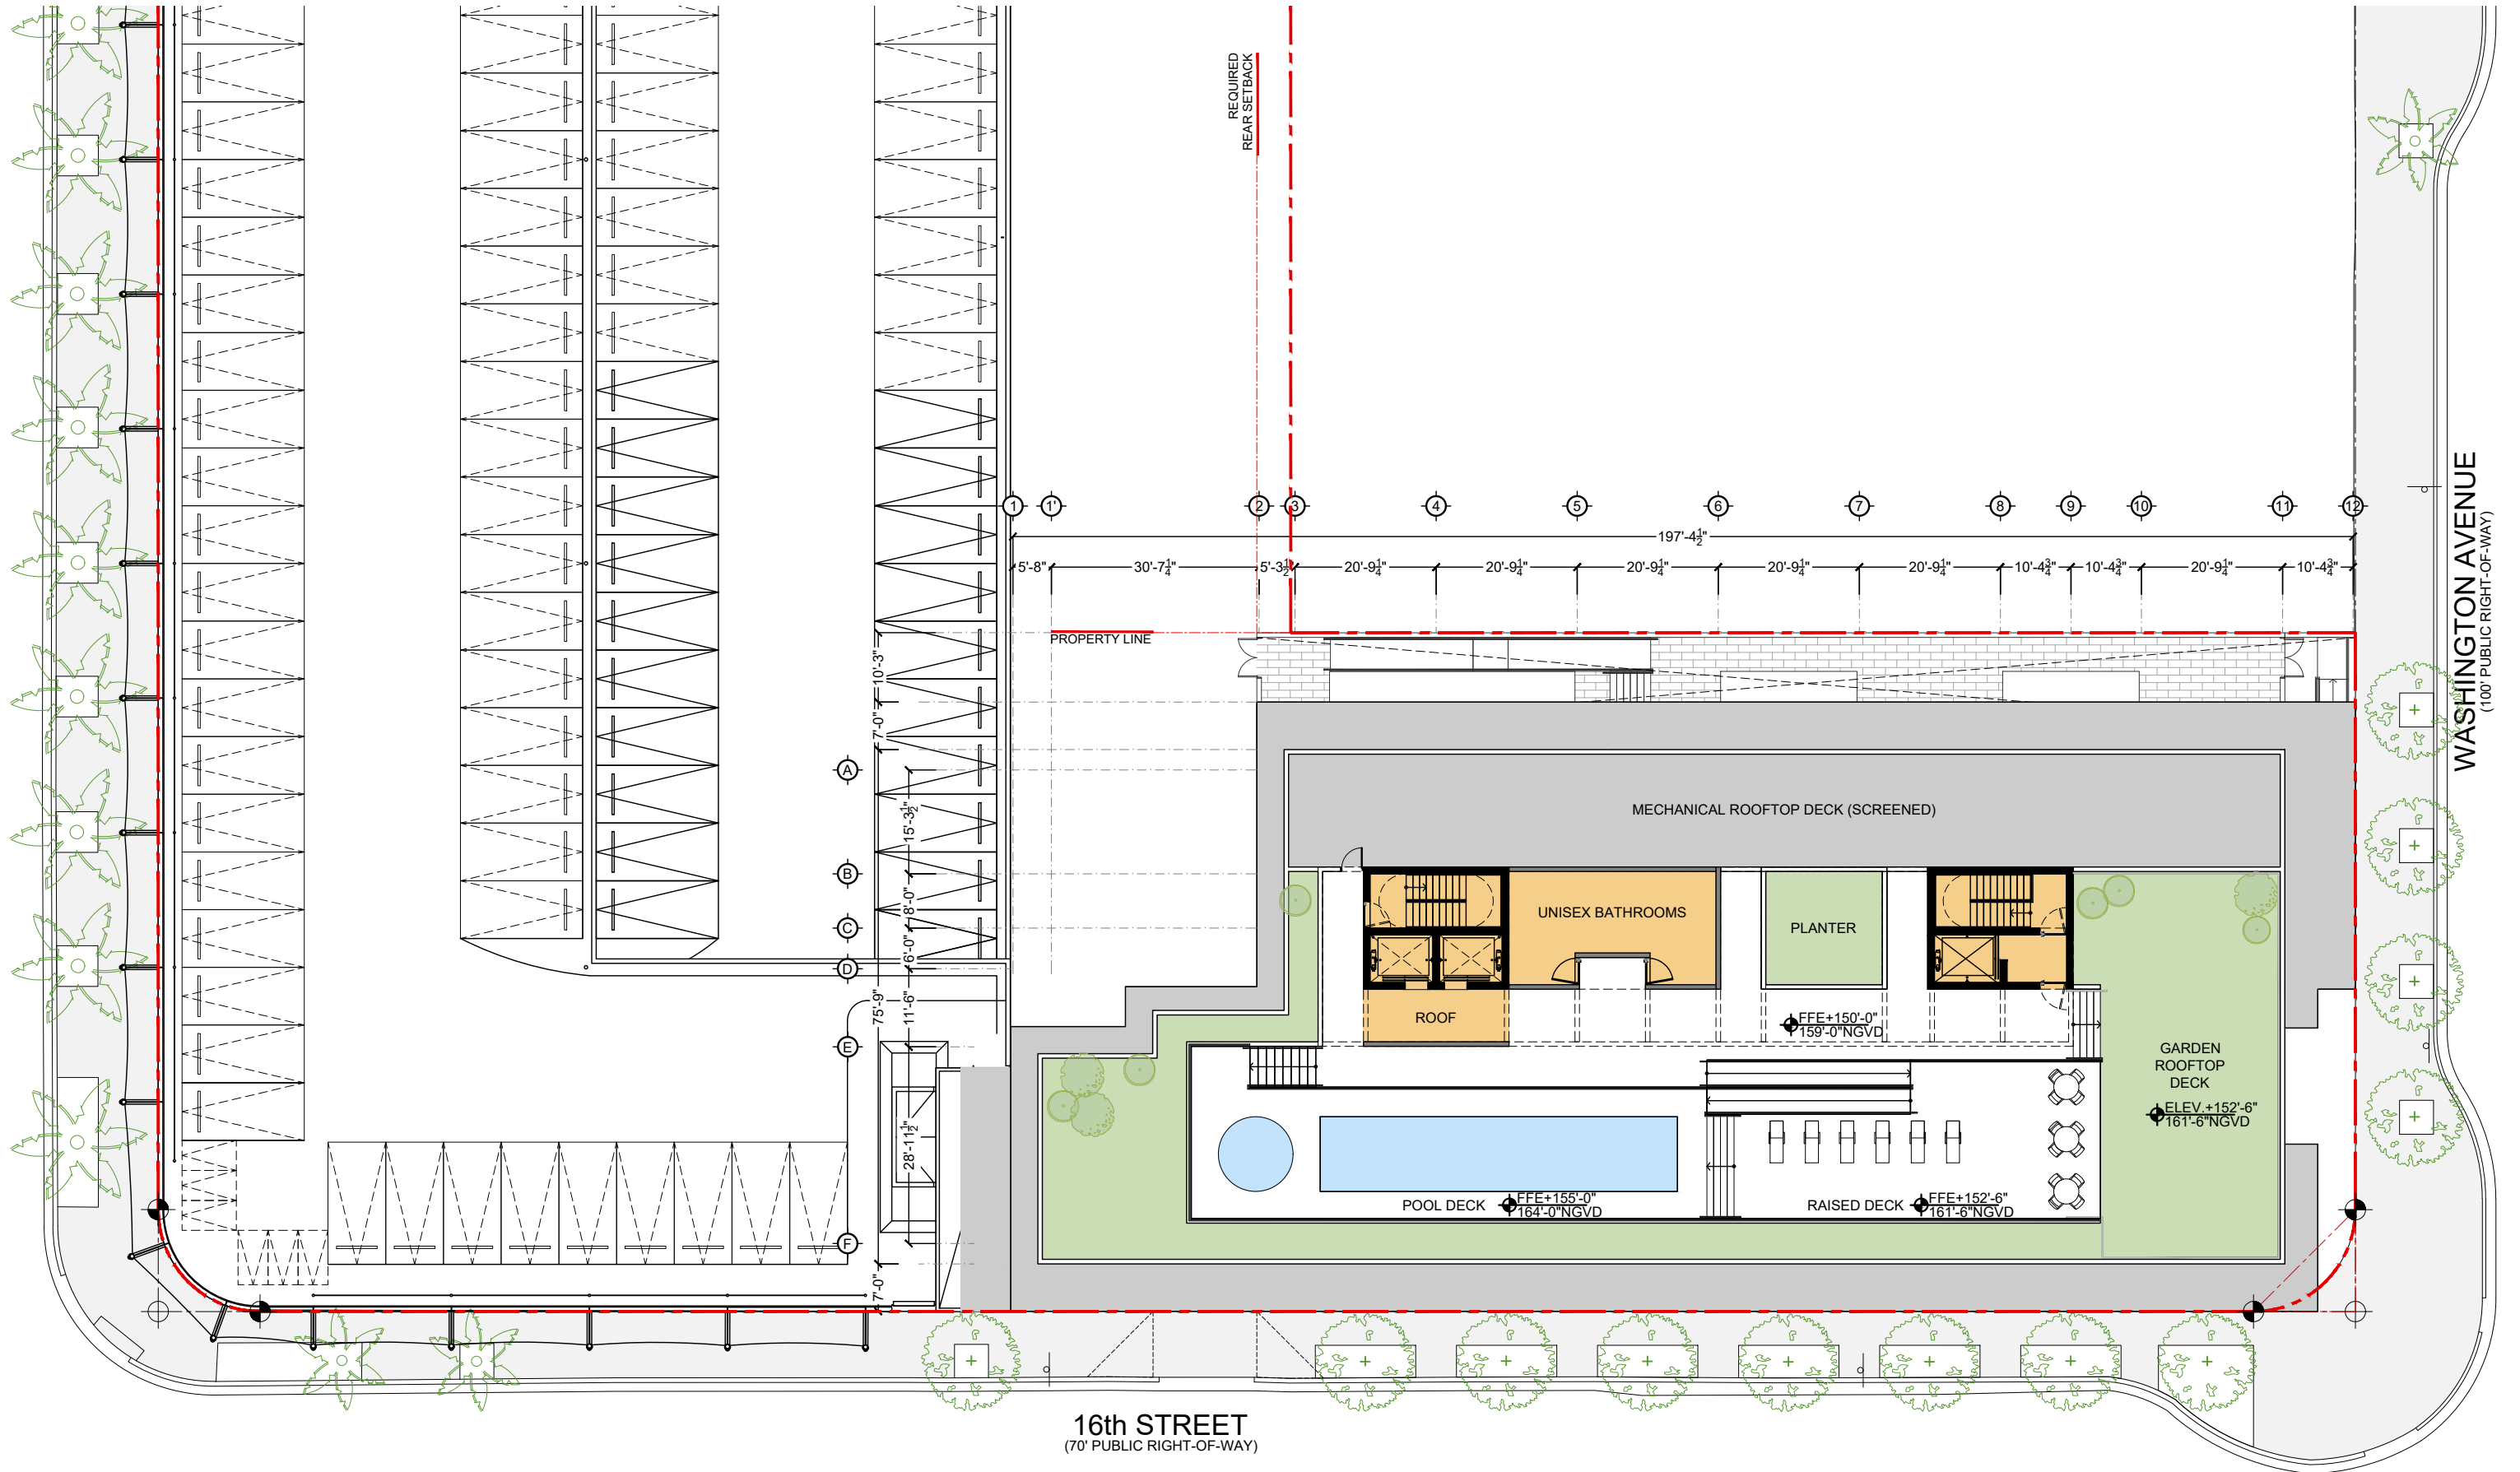 REQUIRED
REAR SETBACK
1
1'
2
3
4
5
6
7
8
9
10
11
12
197'-4½"
5'-8"
30'-7¼"
5'-3½"
20'-9¼"
20'-9¼"
20'-9¼"
20'-9¼"
20'-9¼"
10'-4¾"
10'-4¾"
20'-9¼"
10'-4¾"
WASHINGTON AVENUE
(100' PUBLIC RIGHT-OF-WAY)
PROPERTY LINE
10'-3"
7'-0"
A
15'-3½"
MECHANICAL ROOFTOP DECK (SCREENED)
B
8'-0"
UNISEX BATHROOMS
PLANTER
C
6'-0"
D
75'-9"
11'-6"
ROOF
FFE+150'-0"
159'-0"NGVD
E
GARDEN
ROOFTOP
DECK
ELEV.+152'-6"
161'-6"NGVD
28'-11½"
POOL DECK
FFE+155'-0"
164'-0"NGVD
RAISED DECK
FFE+152'-6"
161'-6"NGVD
F
7'-0"
16th STREET
(70' PUBLIC RIGHT-OF-WAY)